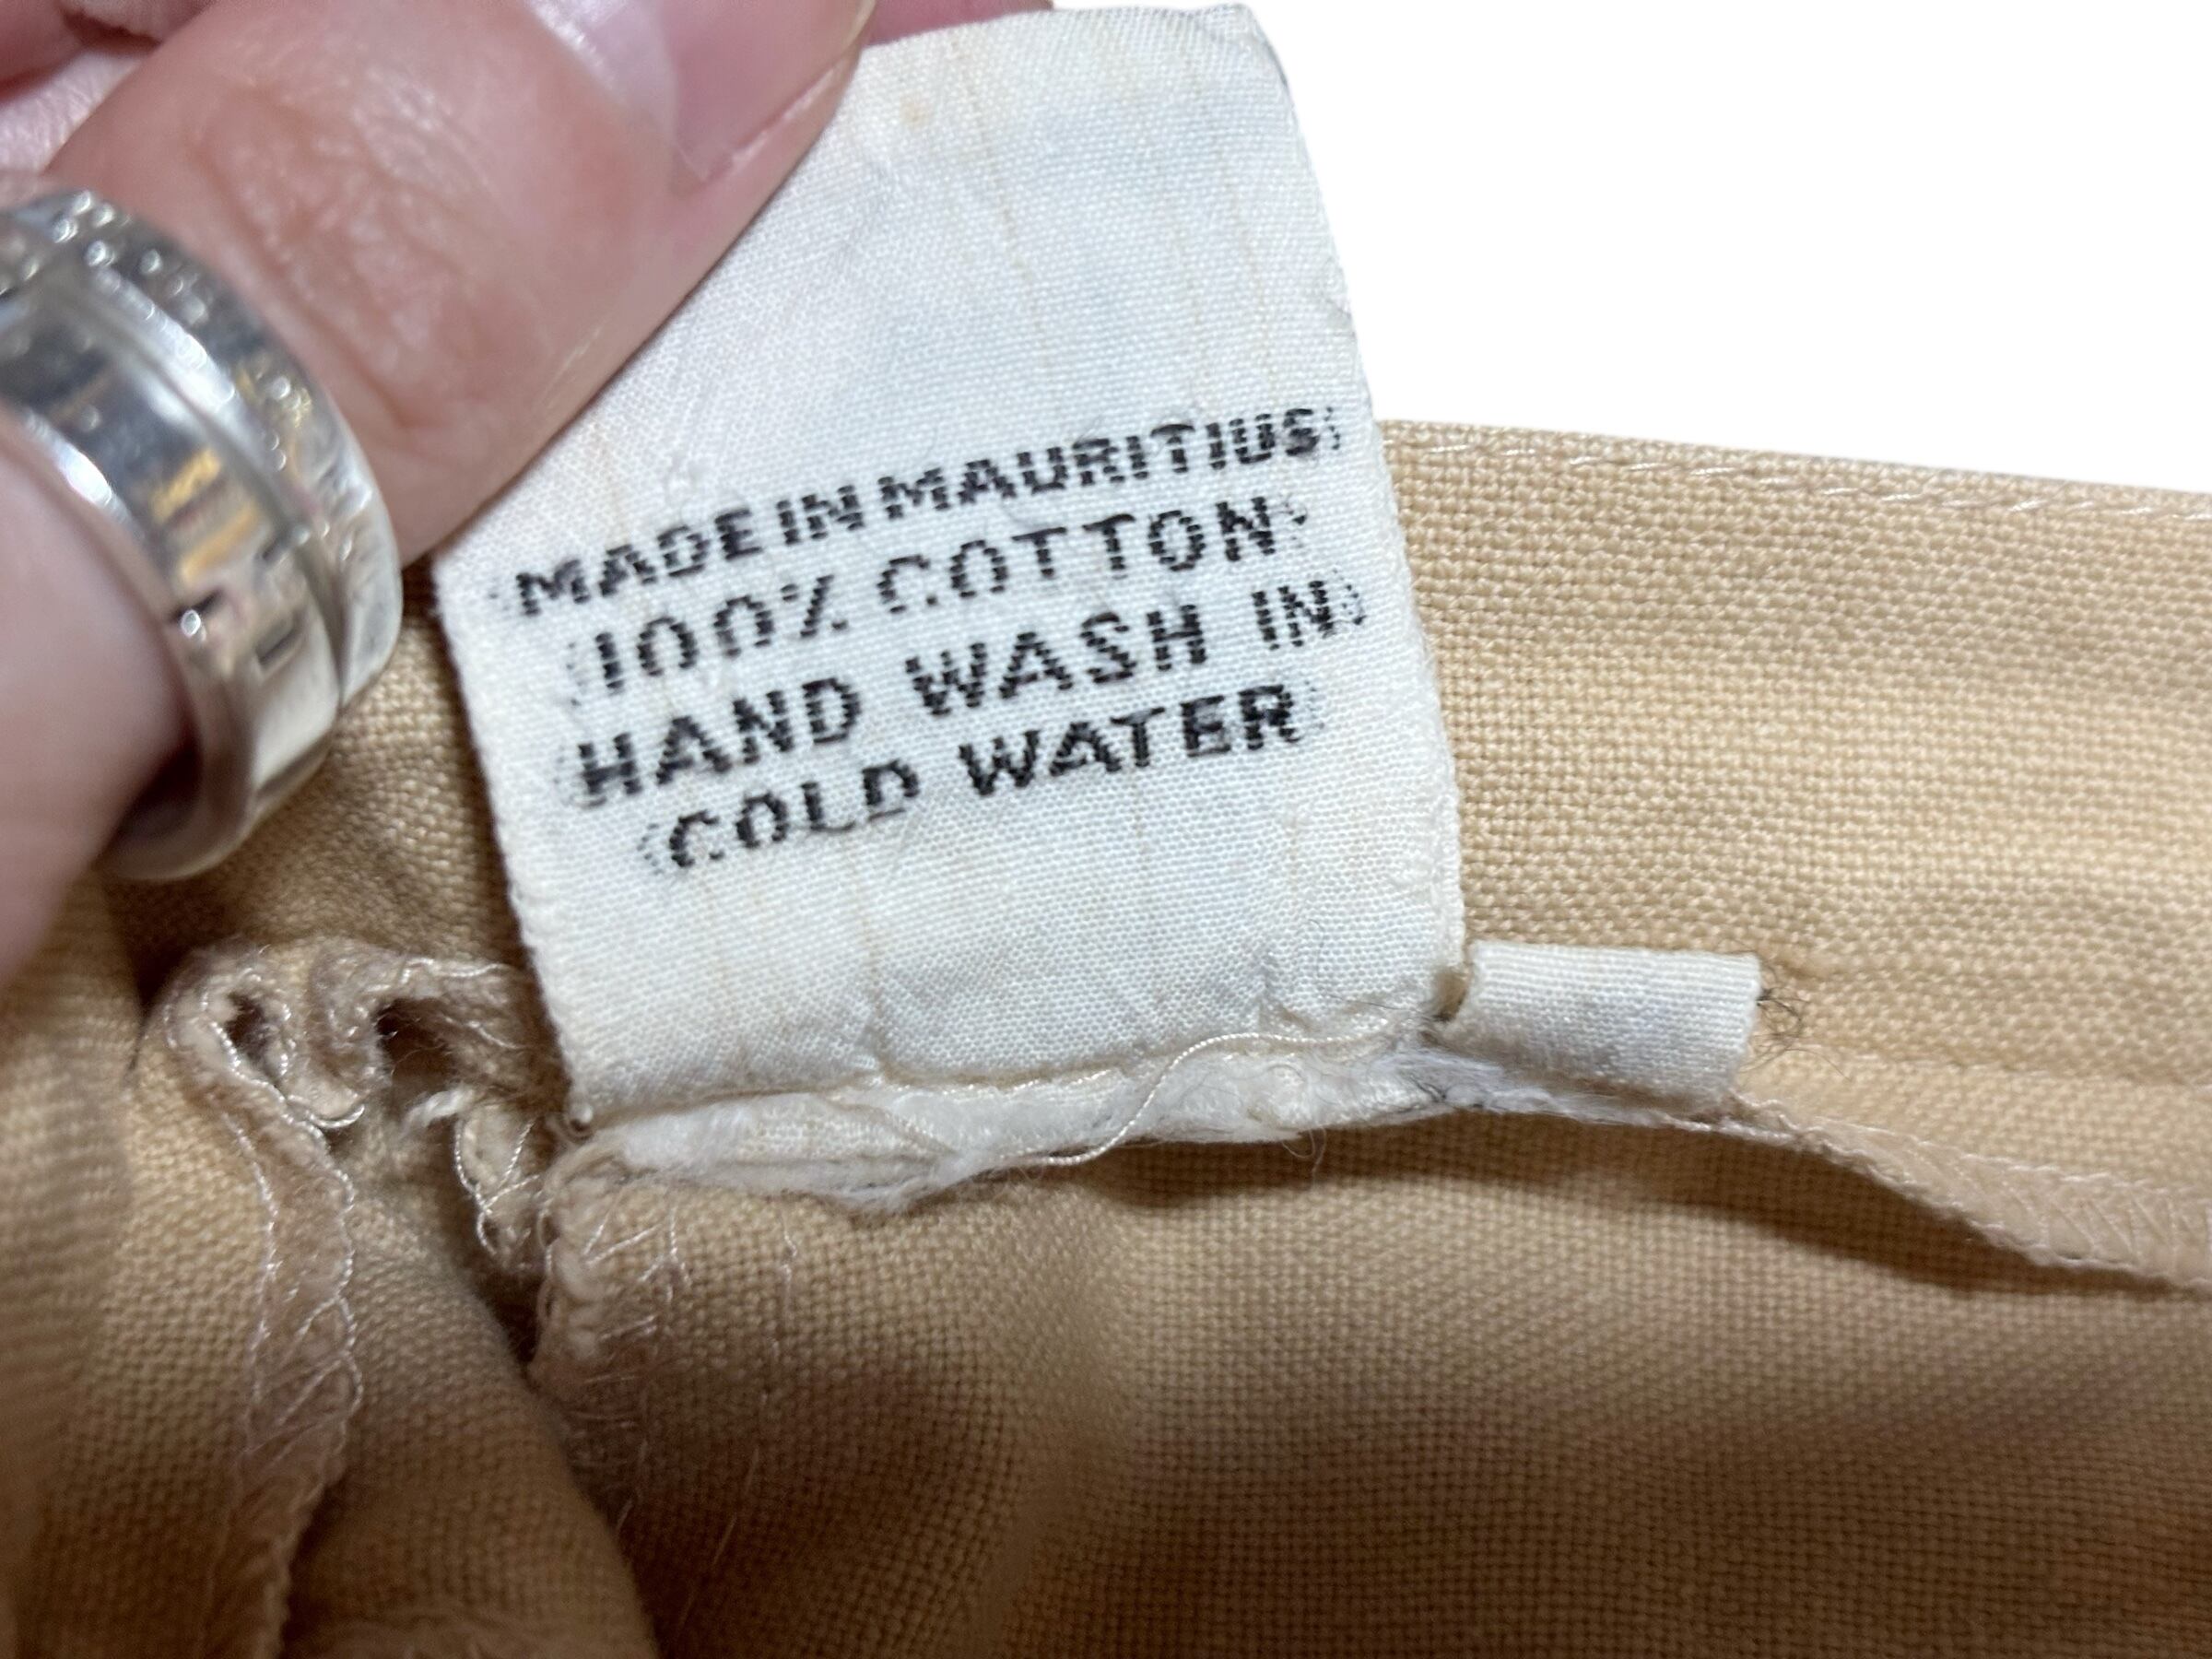 MADE IN MAURITIUS
100% COTTON
HAND WASH IN
COLD WATER